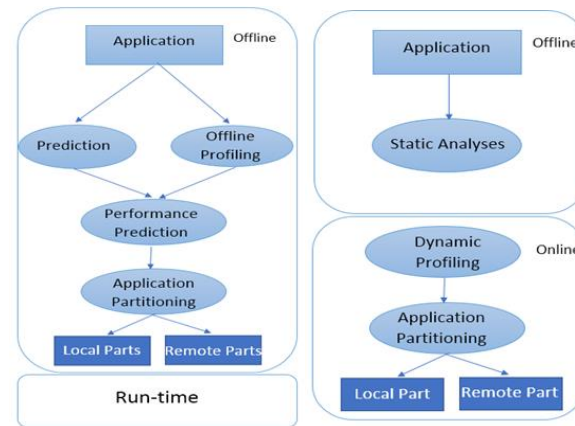 Application
Offline
Prediction
Offline
Profiling
Performance
Prediction
Application
Partitioning
Local Parts
Remote Parts
Run-time
Application
Offline
Static Analyses
Dynamic
Profiling
Online
Application
Partitioning
Local Part
Remote Part